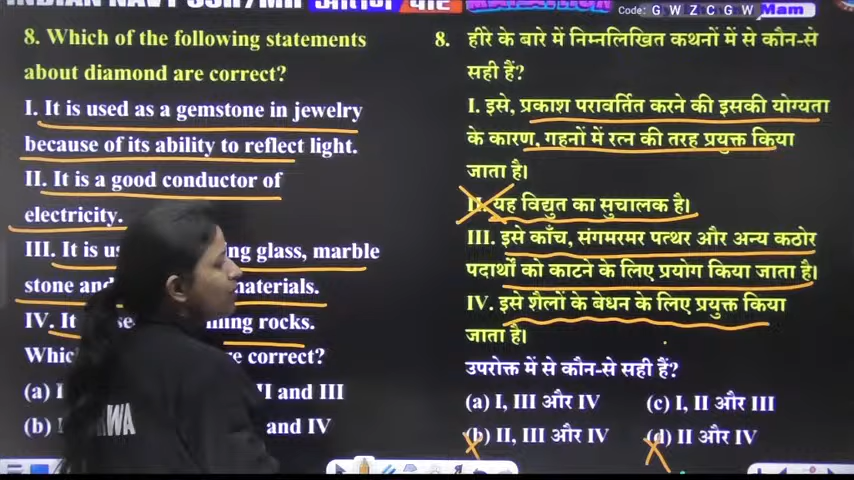 INDIAN NAVY SSR/MR
Code: G W Z C G W Mam
8. Which of the following statements
about diamond are correct?
I. It is used as a gemstone in jewelry
because of its ability to reflect light.
II. It is a good conductor of
electricity.
III. It is glass, marble
stone and materials.
IV. It rocks.
Which correct?
(a) I II and III
(b) and IV
8. हीरे के बारे में निम्नलिखित कथनों में से कौन-से
सही हैं?
I. इसे, प्रकाश परावर्तित करने की इसकी योग्यता
के कारण, गहनों में रत्न की तरह प्रयुक्त किया
जाता है।
II. यह विद्युत का सुचालक है।
III. इसे काँच, संगमरमर पत्थर और अन्य कठोर
पदार्थों को काटने के लिए प्रयोग किया जाता है।
IV. इसे शैलों के बेधन के लिए प्रयुक्त किया
जाता है।
उपरोक्त में से कौन-से सही हैं?
(a) I, III और IV (c) I, II और III
(b) II, III और IV (d) II और IV